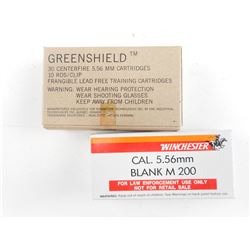 GREENSHIELD™
30 CENTERFIRE 5.56 MM CARTRIDGES
10 RDS/CLIP
FRANGIBLE LEAD FREE TRAINING CARTRIDGES
WARNING: WEAR HEARING PROTECTION
WEAR SHOOTING GLASSES
KEEP AWAY FROM CHILDREN
WINCHESTER
CAL. 5.56mm
BLANK M 200
FOR LAW ENFORCEMENT USE ONLY
NOT FOR RETAIL SALE